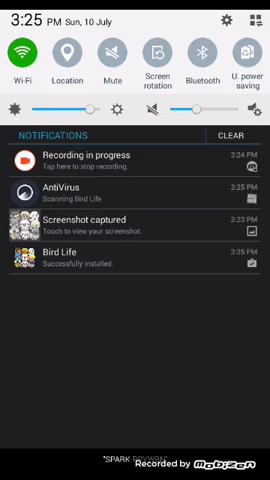 3:25 PM Sun, 10 July
Wi-Fi Location Mute Screen rotation Bluetooth U. power saving
NOTIFICATIONS CLEAR
Recording in progress 3:24 PM
Tap here to stop recording.
AntiVirus 3:25 PM
Scanning Bird Life
Screenshot captured 3:23 PM
Touch to view your screenshot.
Bird Life 3:25 PM
Successfully installed.
Recorded by MOBIZEN